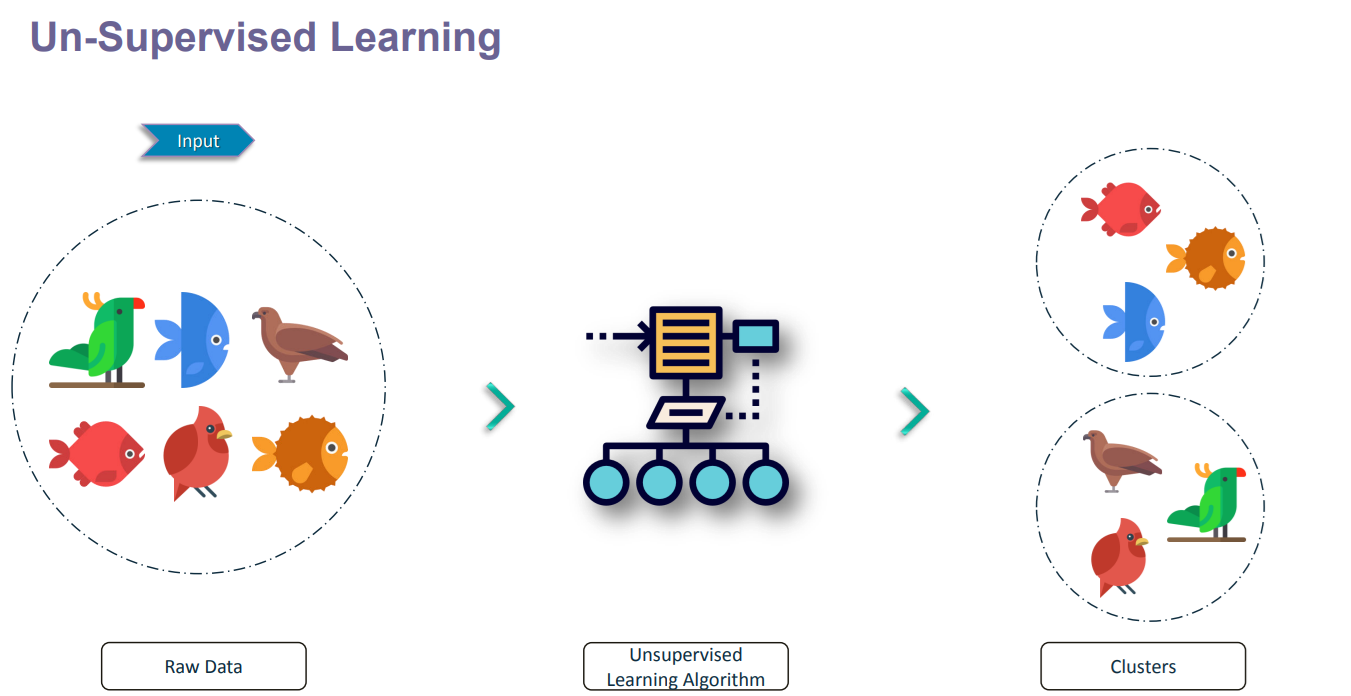 Un-Supervised Learning
Input
Raw Data
Unsupervised
Learning Algorithm
Clusters